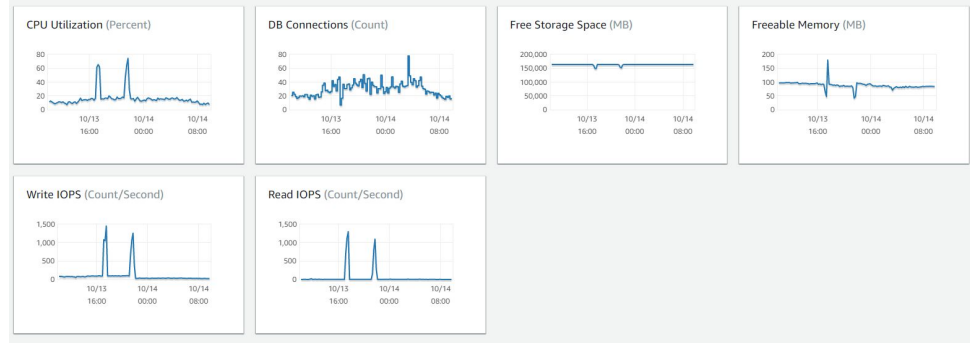 CPU Utilization (Percent)
80
60
40
20
0
10/13 10/14 10/14
16:00 00:00 08:00
DB Connections (Count)
80
60
40
20
0
10/13 10/14 10/14
16:00 00:00 08:00
Free Storage Space (MB)
200,000
150,000
100,000
50,000
0
10/13 10/14 10/14
16:00 00:00 08:00
Freeable Memory (MB)
200
150
100
50
0
10/13 10/14 10/14
16:00 00:00 08:00
Write IOPS (Count/Second)
1,500
1,000
500
0
10/13 10/14 10/14
16:00 00:00 08:00
Read IOPS (Count/Second)
1,500
1,000
500
0
10/13 10/14 10/14
16:00 00:00 08:00